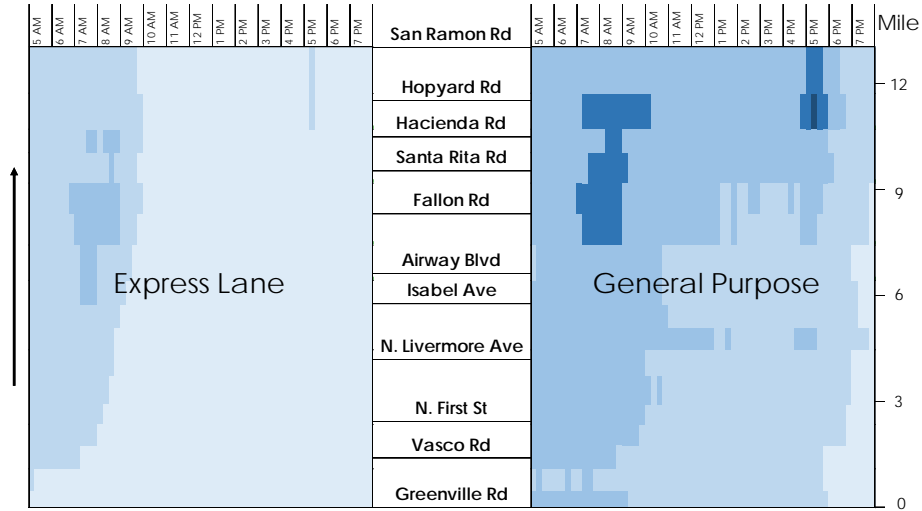 5 AM 6 AM 7 AM 8 AM 9 AM 10 AM 11 AM 12 PM 1 PM 2 PM 3 PM 4 PM 5 PM 6 PM 7 PM
San Ramon Rd
5 AM 6 AM 7 AM 8 AM 9 AM 10 AM 11 AM 12 PM 1 PM 2 PM 3 PM 4 PM 5 PM 6 PM 7 PM
Mile
Hopyard Rd
12
Hacienda Rd
Santa Rita Rd
Fallon Rd
9
Airway Blvd
Express Lane
General Purpose
Isabel Ave
6
N. Livermore Ave
N. First St
3
Vasco Rd
Greenville Rd
0